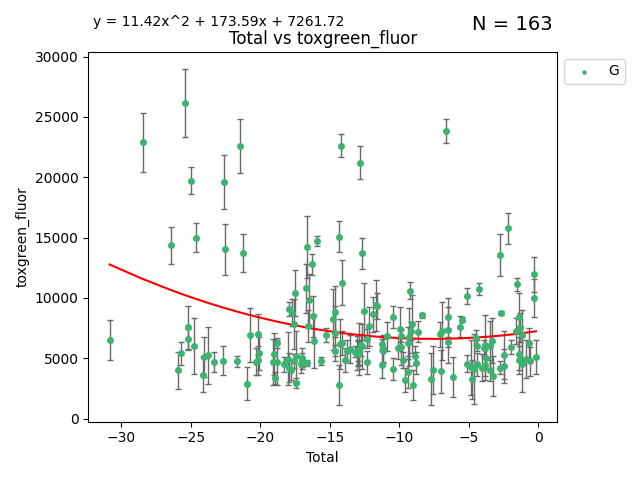 y = 11.42x^2 + 173.59x + 7261.72
N = 163
Total vs toxgreen_fluor
G
30000
25000
20000
15000
10000
5000
0
toxgreen_fluor
−30 −25 −20 −15 −10 −5 0
Total